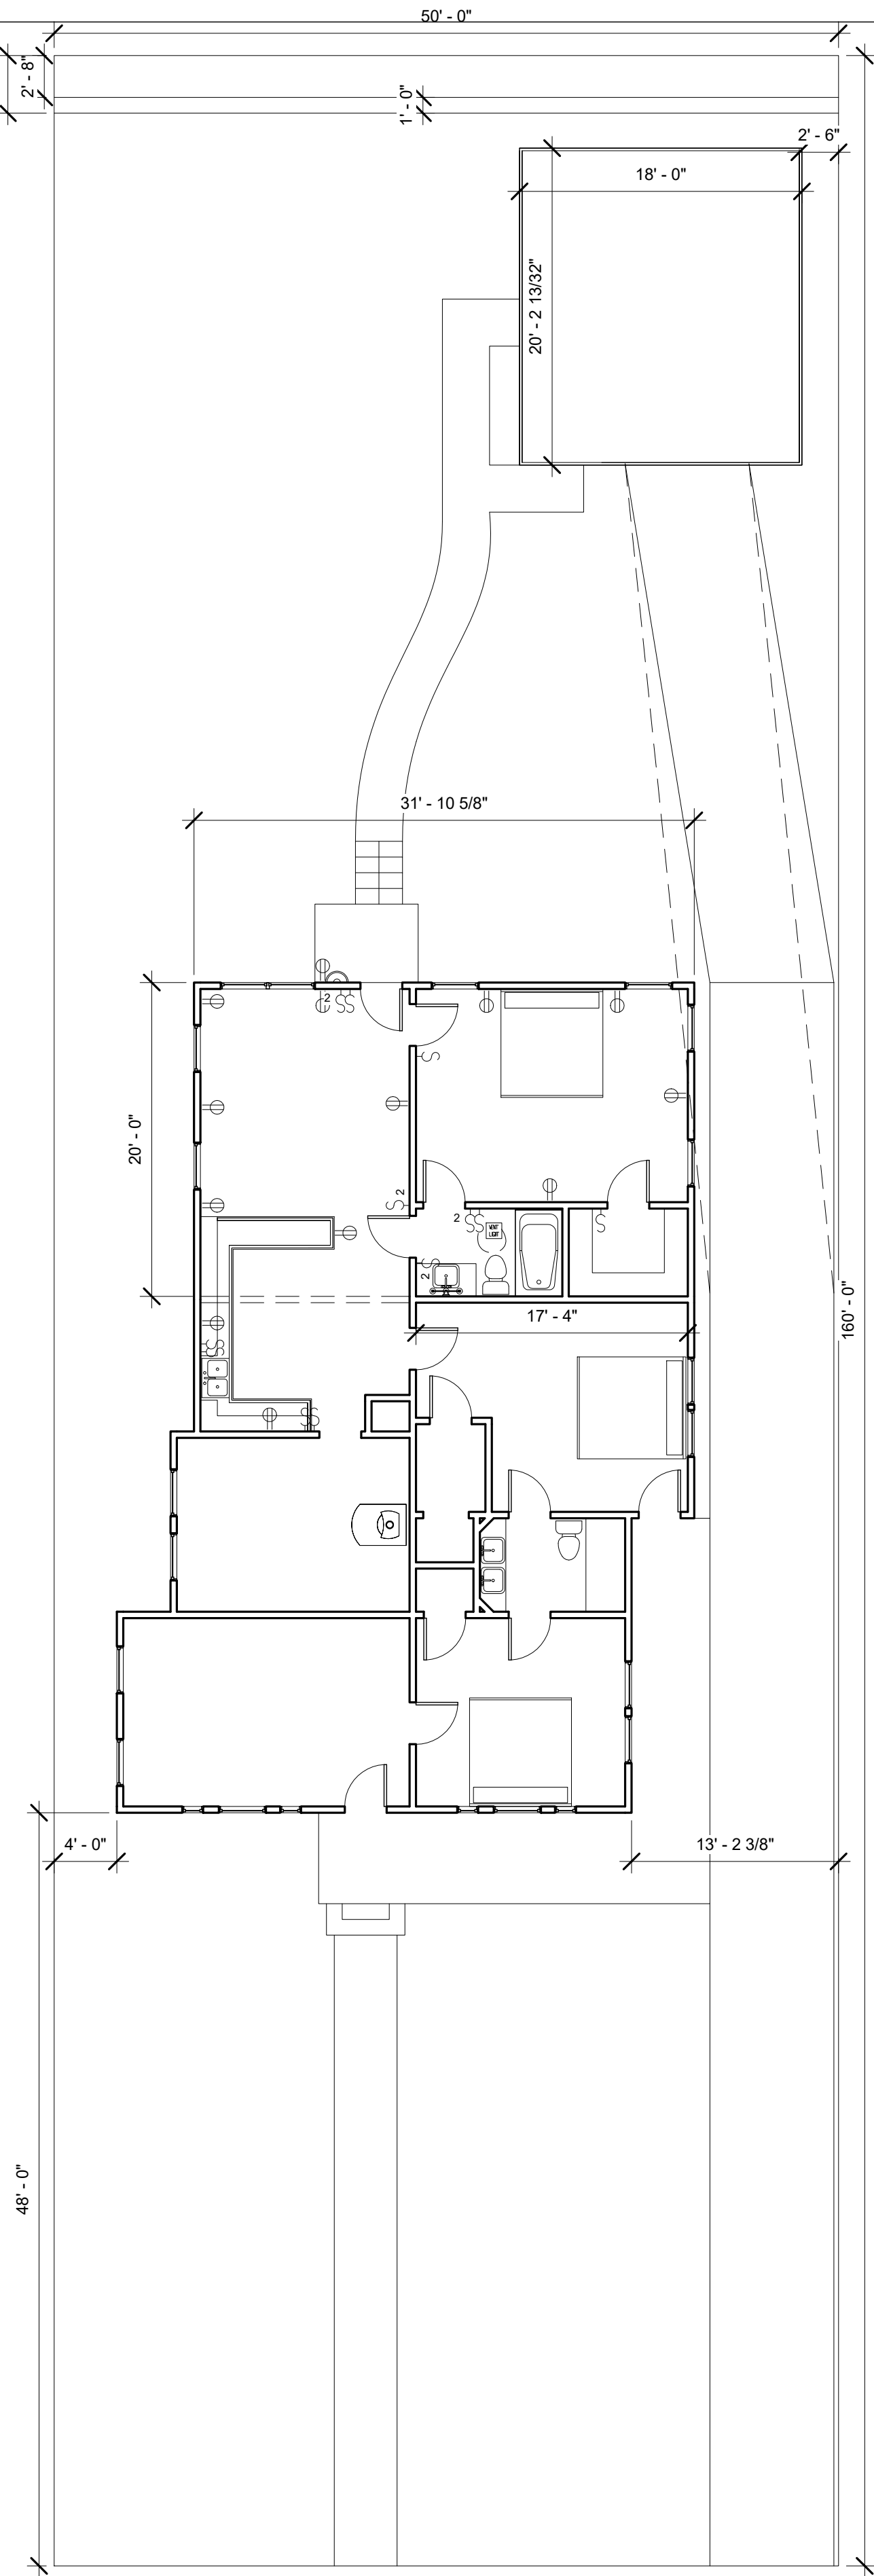 50' - 0"
2' - 8"
1' - 0"
2' - 6"
18' - 0"
20' - 2 13/32"
31' - 10 5/8"
2
20' - 0"
2
2
VENT
LIGHT
2
17' - 4"
160' - 0"
4' - 0"
13' - 2 3/8"
48' - 0"